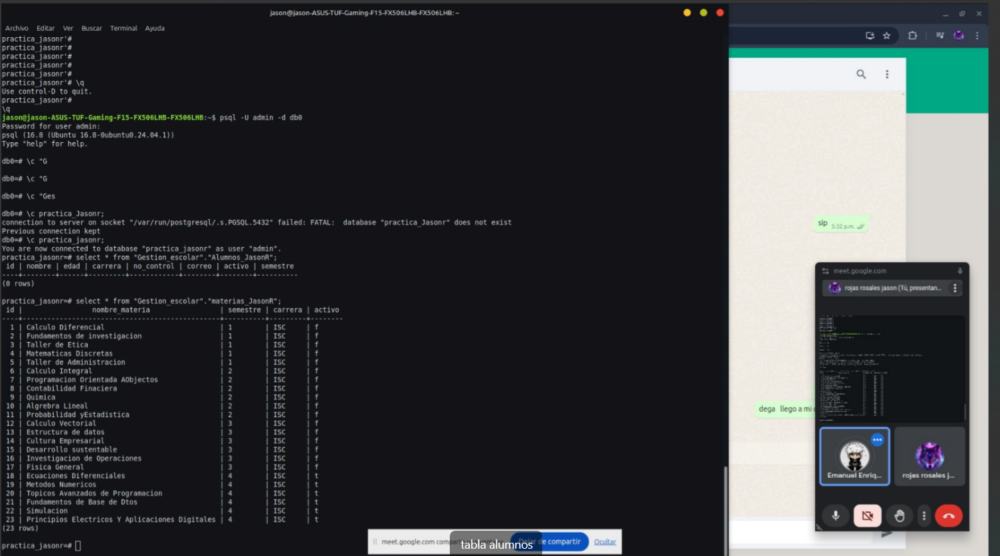 jason@jason-ASUS-TUF-Gaming-F15-FX506LHB-FX506LHB: ~
Archivo Editar Ver Buscar Terminal Ayuda
practica_jasonr'#
practica_jasonr'#
practica_jasonr'#
practica_jasonr'#
practica_jasonr'#
practica_jasonr'# \q
Use control-D to quit.
practica_jasonr'#
\q
jason@jason-ASUS-TUF-Gaming-F15-FX506LHB-FX506LHB:~$ psql -U admin -d db0
Password for user admin:
psql (16.8 (Ubuntu 16.8-0ubuntu0.24.04.1))
Type "help" for help.
db0=# \c "G
db0=# \c "G
db0=# \c "Ges
db0=# \c practica_Jasonr;
connection to server on socket "/var/run/postgresql/.s.PGSQL.5432" failed: FATAL:  database "practica_Jasonr" does not exist
Previous connection kept
db0=# \c practica_jasonr;
You are now connected to database "practica_jasonr" as user "admin".
practica_jasonr=# select * from "Gestion_escolar"."Alumnos_JasonR";
id | nombre | edad | carrera | no_control | correo | activo | semestre
----+--------+------+---------+------------+--------+--------+----------
(0 rows)
practica_jasonr=# select * from "Gestion_escolar"."materias_JasonR";
id | nombre_materia | semestre | carrera | activo
----+--------------------------------------------+----------+---------+--------
1 | Calculo Diferencial | 1 | ISC | f
2 | Fundamentos de investigacion | 1 | ISC | f
3 | Taller de Etica | 1 | ISC | f
4 | Matematicas Discretas | 1 | ISC | f
5 | Taller de Administracion | 1 | ISC | f
6 | Calculo Integral | 2 | ISC | f
7 | Programacion Orientada AObjectos | 2 | ISC | f
8 | Contabilidad Finaciera | 2 | ISC | f
9 | Quimica | 2 | ISC | f
10 | Algrebra Lineal | 2 | ISC | f
11 | Probabilidad yEstadistica | 2 | ISC | f
12 | Calculo Vectorial | 3 | ISC | f
13 | Estructura de datos | 3 | ISC | f
14 | Cultura Empresarial | 3 | ISC | f
15 | Desarrollo sustentable | 3 | ISC | f
16 | Investigacion de Operaciones | 3 | ISC | f
17 | Fisica General | 3 | ISC | f
18 | Ecuaciones Diferenciales | 4 | ISC | t
19 | Metodos Numericos | 4 | ISC | t
20 | Topicos Avanzados de Programacion | 4 | ISC | t
21 | Fundamentos de Base de Dtos | 4 | ISC | t
22 | Simulacion | 4 | ISC | t
23 | Principios Electricos Y Aplicaciones Digitales | 4 | ISC | t
(23 rows)
practica_jasonr=#
sip 5:32 p.m.
dega llego a mi
meet.google.com
rojas rosales jason (Tú, presentan...
Emanuel Enriq...
rojas rosales j...
meet.google.com de compartir
Ocultar
tabla alumnos